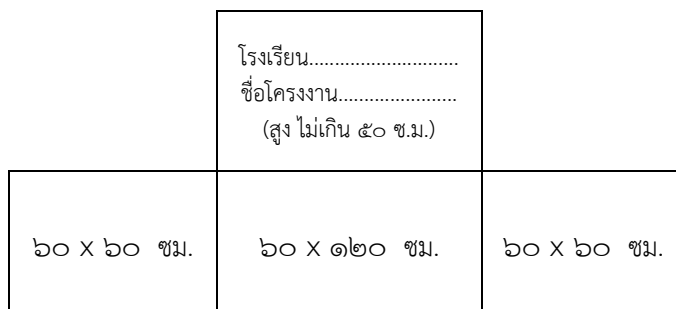 โรงเรียน.............................
ชื่อโครงงาน.......................
(สูง ไม่เกิน ๕๐ ซ.ม.)
๖๐ X ๖๐ ซม.
๖๐ X ๑๒๐ ซม.
๖๐ X ๖๐ ซม.